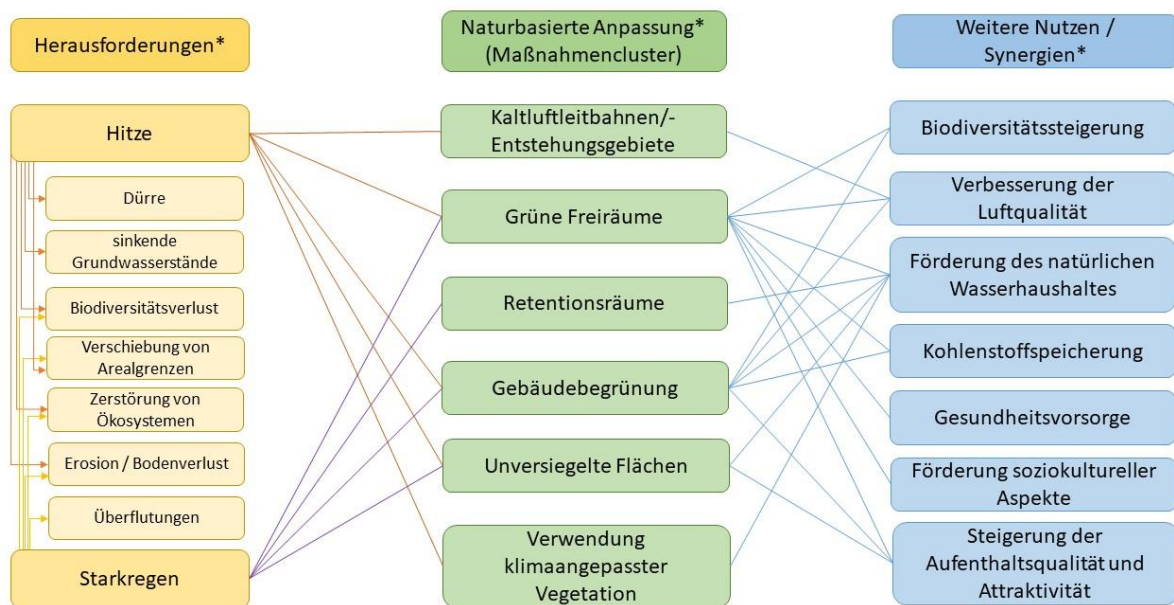 Herausforderungen*
Hitze
Dürre
sinkende
Grundwasserstände
Biodiversitätsverlust
Verschiebung von
Arealgrenzen
Zerstörung von
Ökosystemen
Erosion / Bodenverlust
Überflutungen
Starkregen
Naturbasierte Anpassung*
(Maßnahmencluster)
Kaltluftleitbahnen/-
Entstehungsgebiete
Grüne Freiräume
Retentionsräume
Gebäudebegrünung
Unversiegelte Flächen
Verwendung
klimaangepasster
Vegetation
Weitere Nutzen /
Synergien*
Biodiversitätssteigerung
Verbesserung der
Luftqualität
Förderung des natürlichen
Wasserhaushaltes
Kohlenstoffspeicherung
Gesundheitsvorsorge
Förderung soziokultureller
Aspekte
Steigerung der
Aufenthaltsqualität und
Attraktivität